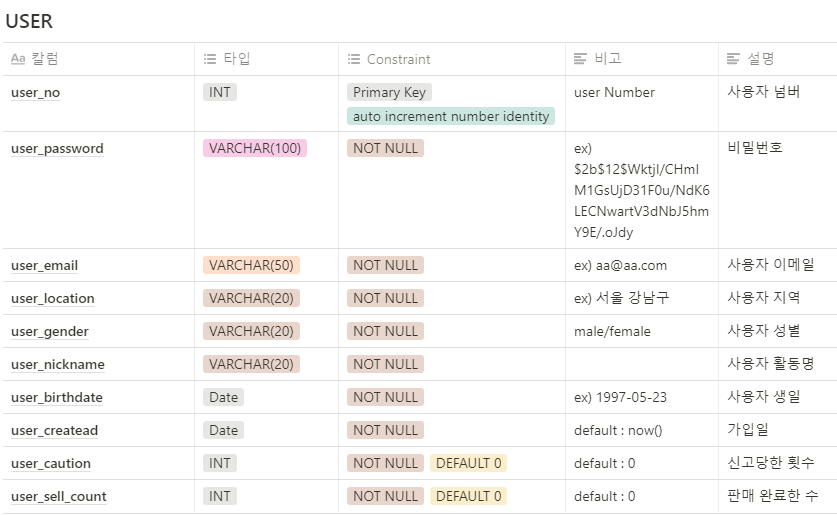 USER
Aa 칼럼 타입 Constraint 비고 설명
user_no INT Primary Key user Number 사용자 넘버
auto increment number identity
user_password VARCHAR(100) NOT NULL ex) 비밀번호
$2b$12$WktjI/CHmI
M1GsUjD31F0u/NdK6
LECNwartV3dNbJ5hm
Y9E/.oJdy
user_email VARCHAR(50) NOT NULL ex) aa@aa.com 사용자 이메일
user_location VARCHAR(20) NOT NULL ex) 서울 강남구 사용자 지역
user_gender VARCHAR(20) NOT NULL male/female 사용자 성별
user_nickname VARCHAR(20) NOT NULL 사용자 활동명
user_birthdate Date NOT NULL ex) 1997-05-23 사용자 생일
user_createad Date NOT NULL default : now() 가입일
user_caution INT NOT NULL DEFAULT 0 default : 0 신고당한 횟수
user_sell_count INT NOT NULL DEFAULT 0 default : 0 판매 완료한 수